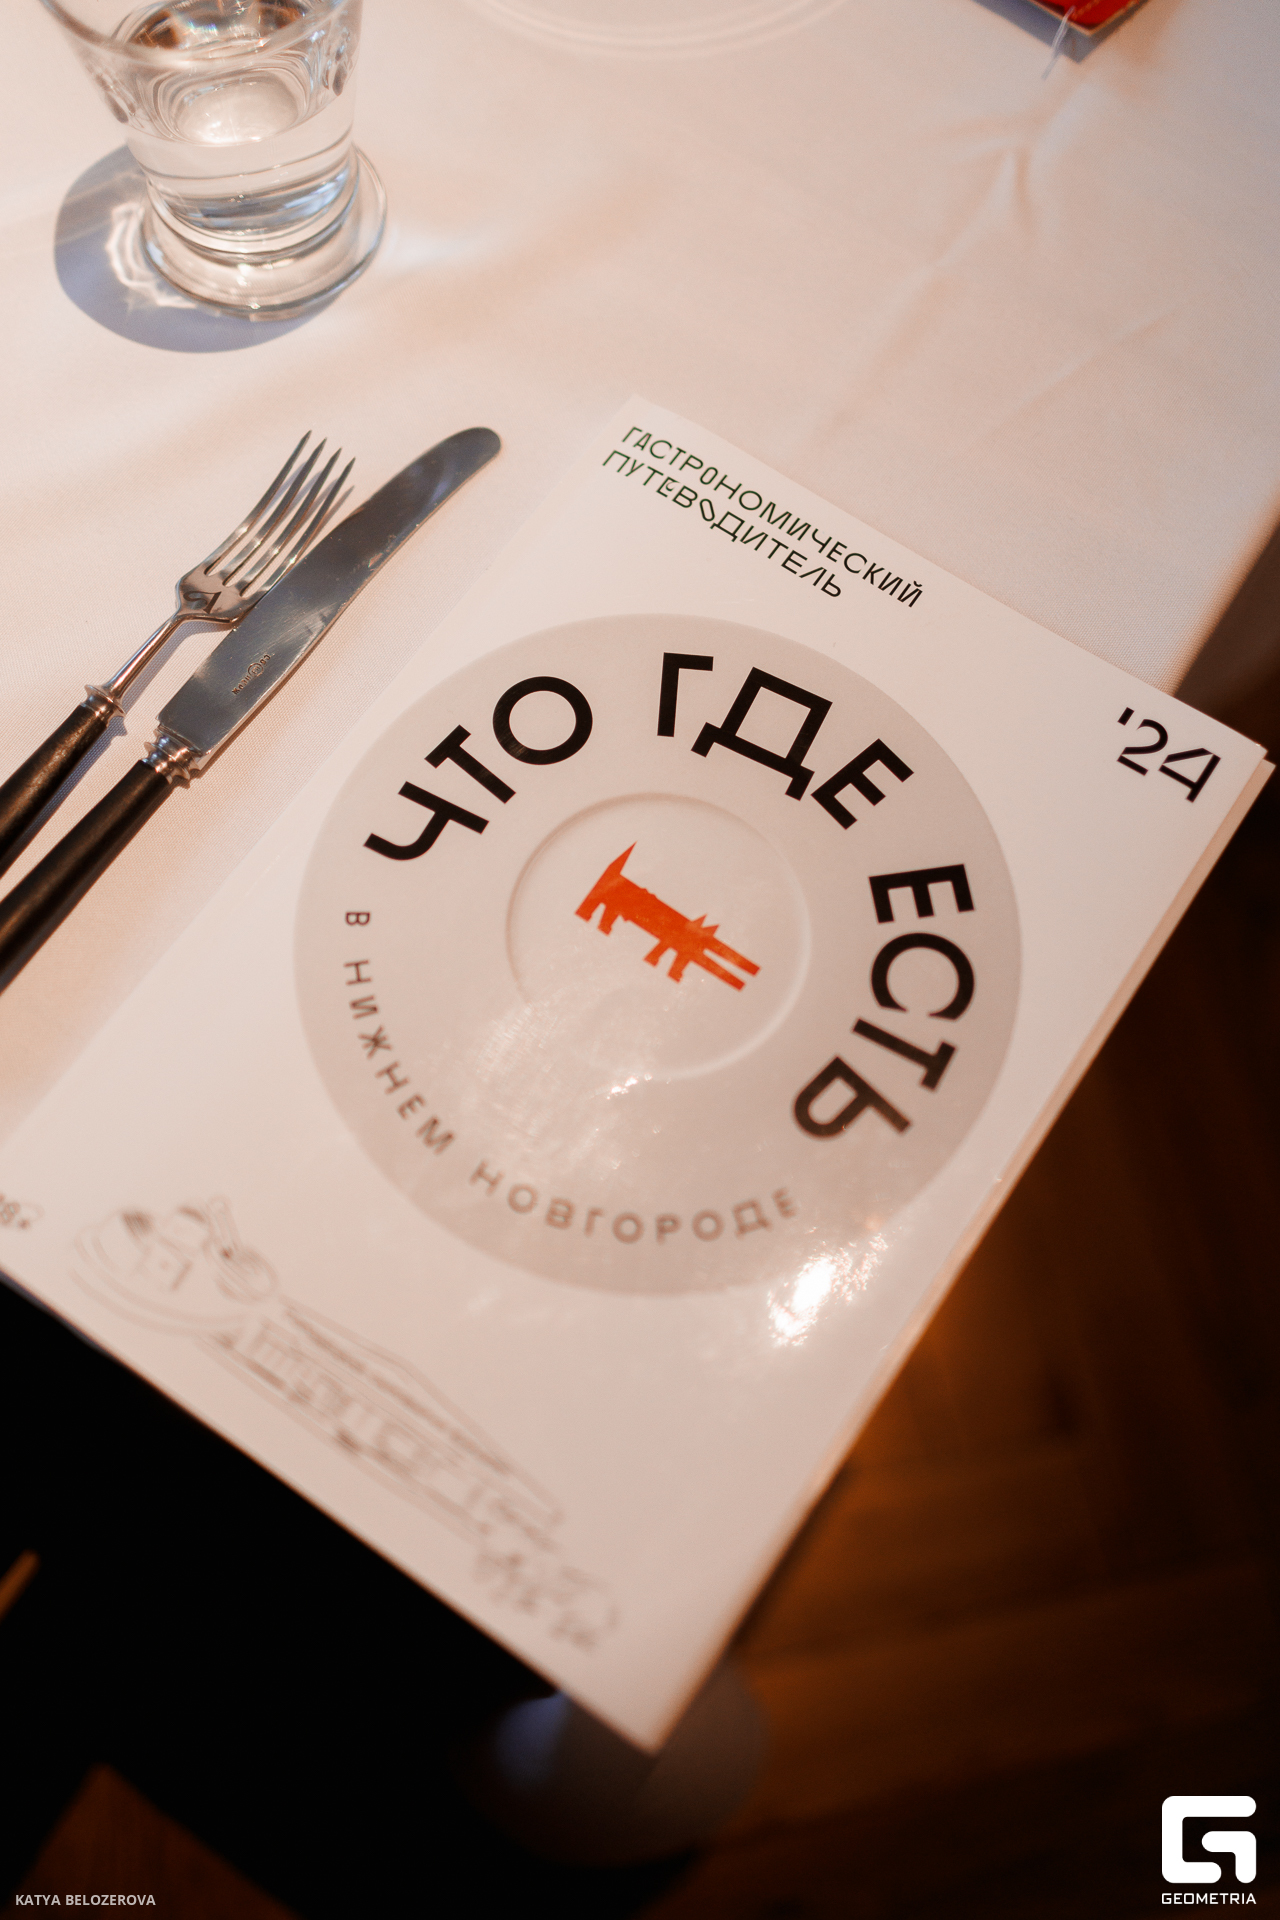 ГАСТРОНОМИЧЕСКИЙ
ПУТЕВОДИТЕЛЬ
'24
ЧТО ГДЕ ЕСТЬ
В НИЖНЕМ НОВГОРОДЕ
KATYA BELOZEROVA
GEOMETRIA